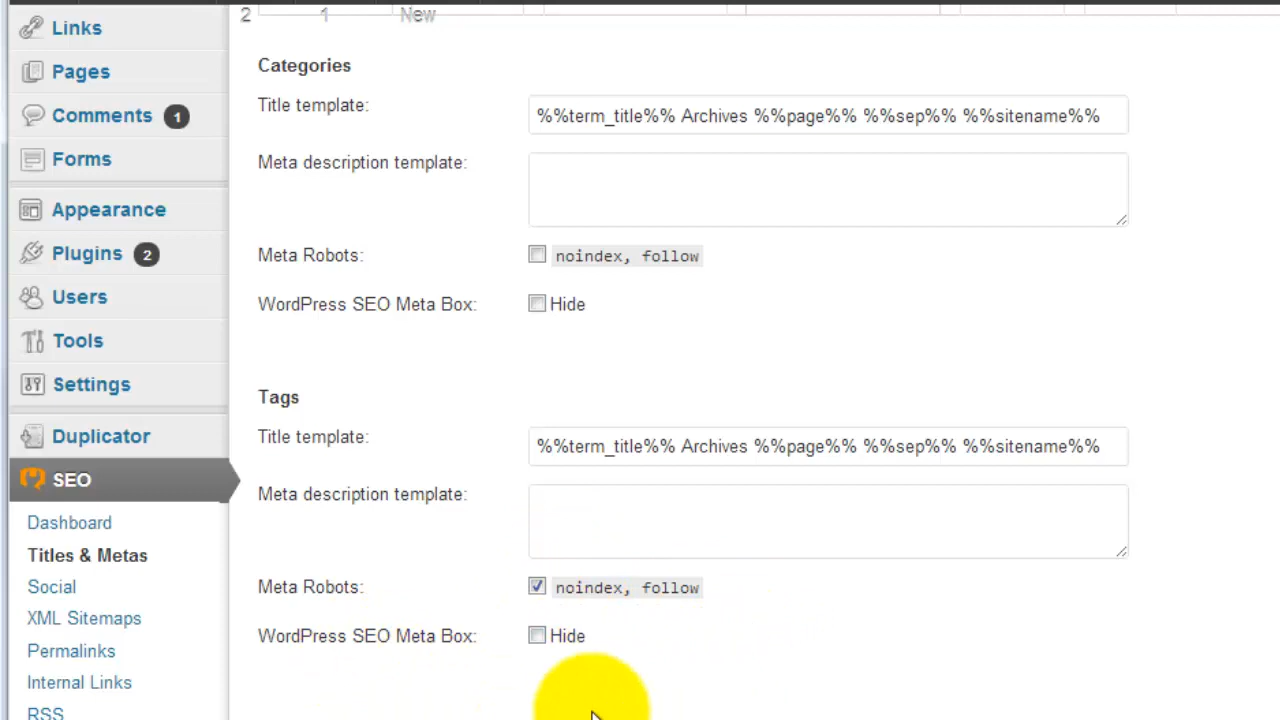 2 1 New
Links
Pages
Comments 1
Forms
Appearance
Plugins 2
Users
Tools
Settings
Duplicator
SEO
Dashboard
Titles & Metas
Social
XML Sitemaps
Permalinks
Internal Links
RSS
Categories
Title template: %%term_title%% Archives %%page%% %%sep%% %%sitename%%
Meta description template:
Meta Robots: noindex, follow
WordPress SEO Meta Box: Hide
Tags
Title template: %%term_title%% Archives %%page%% %%sep%% %%sitename%%
Meta description template:
Meta Robots: noindex, follow
WordPress SEO Meta Box: Hide